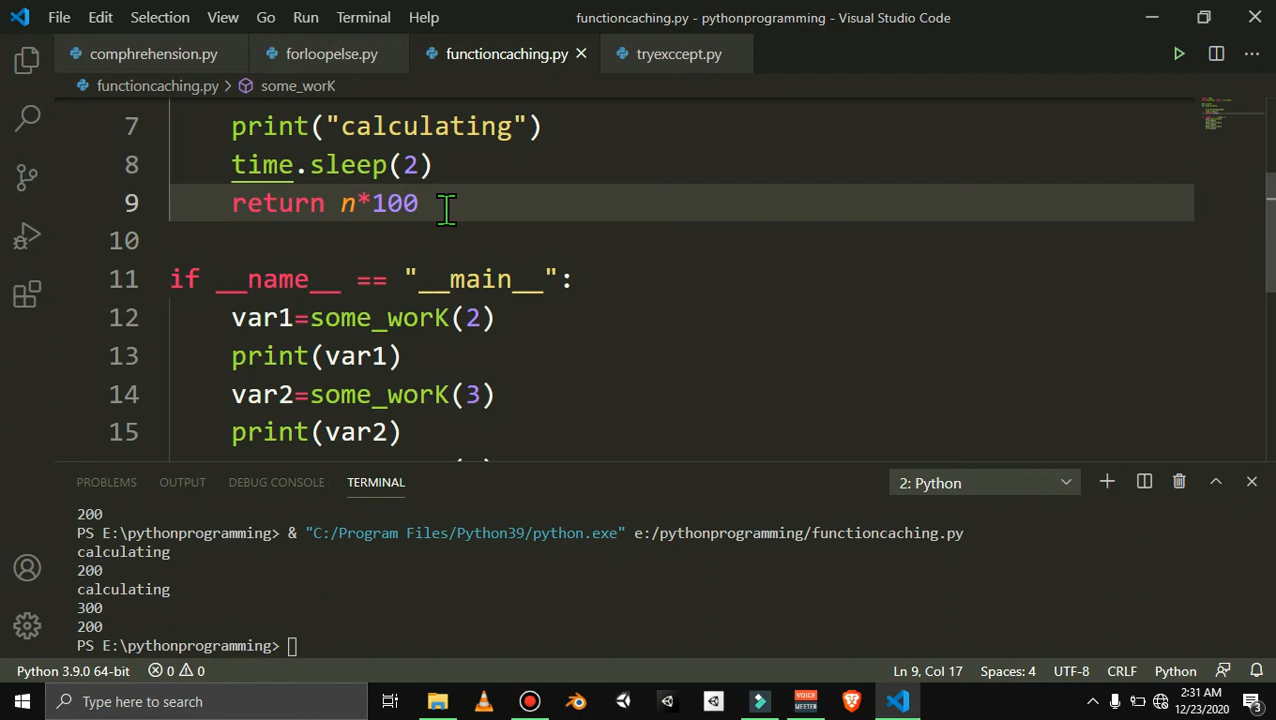 File Edit Selection View Go Run Terminal Help functioncaching.py - pythonprogramming - Visual Studio Code
comphrehension.py forloopelse.py functioncaching.py tryexccept.py
functioncaching.py > some_worK
7 print("calculating")
8 time.sleep(2)
9 return n*100
10
11 if __name__ == "__main__":
12 var1=some_worK(2)
13 print(var1)
14 var2=some_worK(3)
15 print(var2)
PROBLEMS OUTPUT DEBUG CONSOLE TERMINAL 2: Python
200
PS E:\pythonprogramming> & "C:/Program Files/Python39/python.exe" e:/pythonprogramming/functioncaching.py
calculating
200
calculating
300
200
PS E:\pythonprogramming>
Python 3.9.0 64-bit 0 0 Ln 9, Col 17 Spaces: 4 UTF-8 CRLF Python
Type here to search VOICE MEETER 2:31 AM
12/23/2020 3